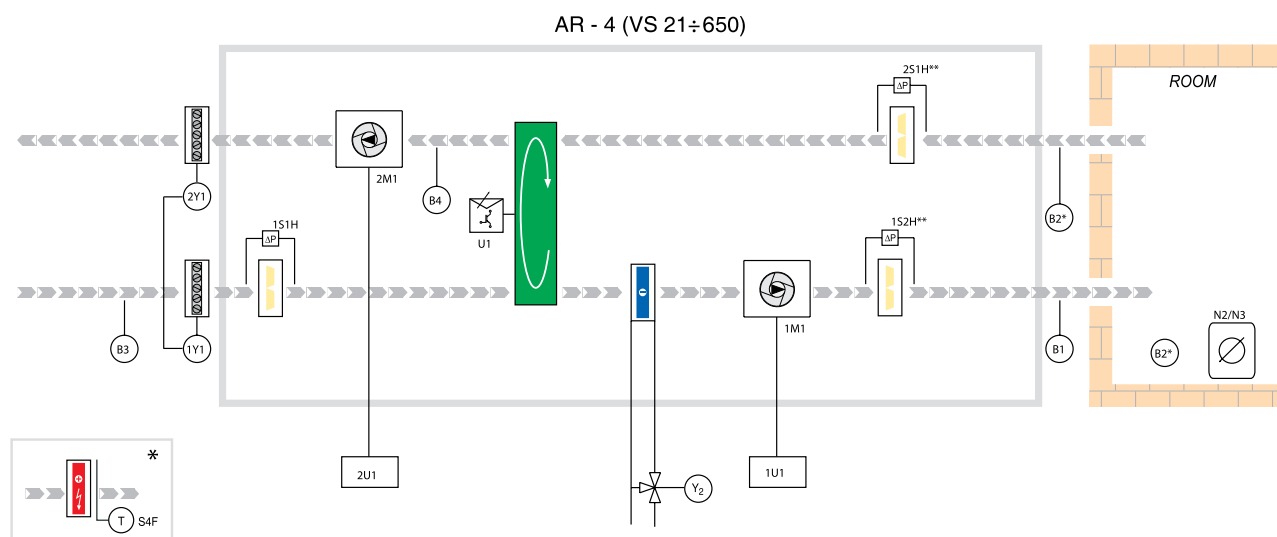 AR - 4 (VS 21÷650)
2S1H**
ΔP
ROOM
2M1
2Y1
B4
B2*
U1
1S1H
ΔP
1S2H**
ΔP
1M1
N2/N3
B3
1Y1
B1
B2*
*
2U1
1U1
Y2
T
S4F